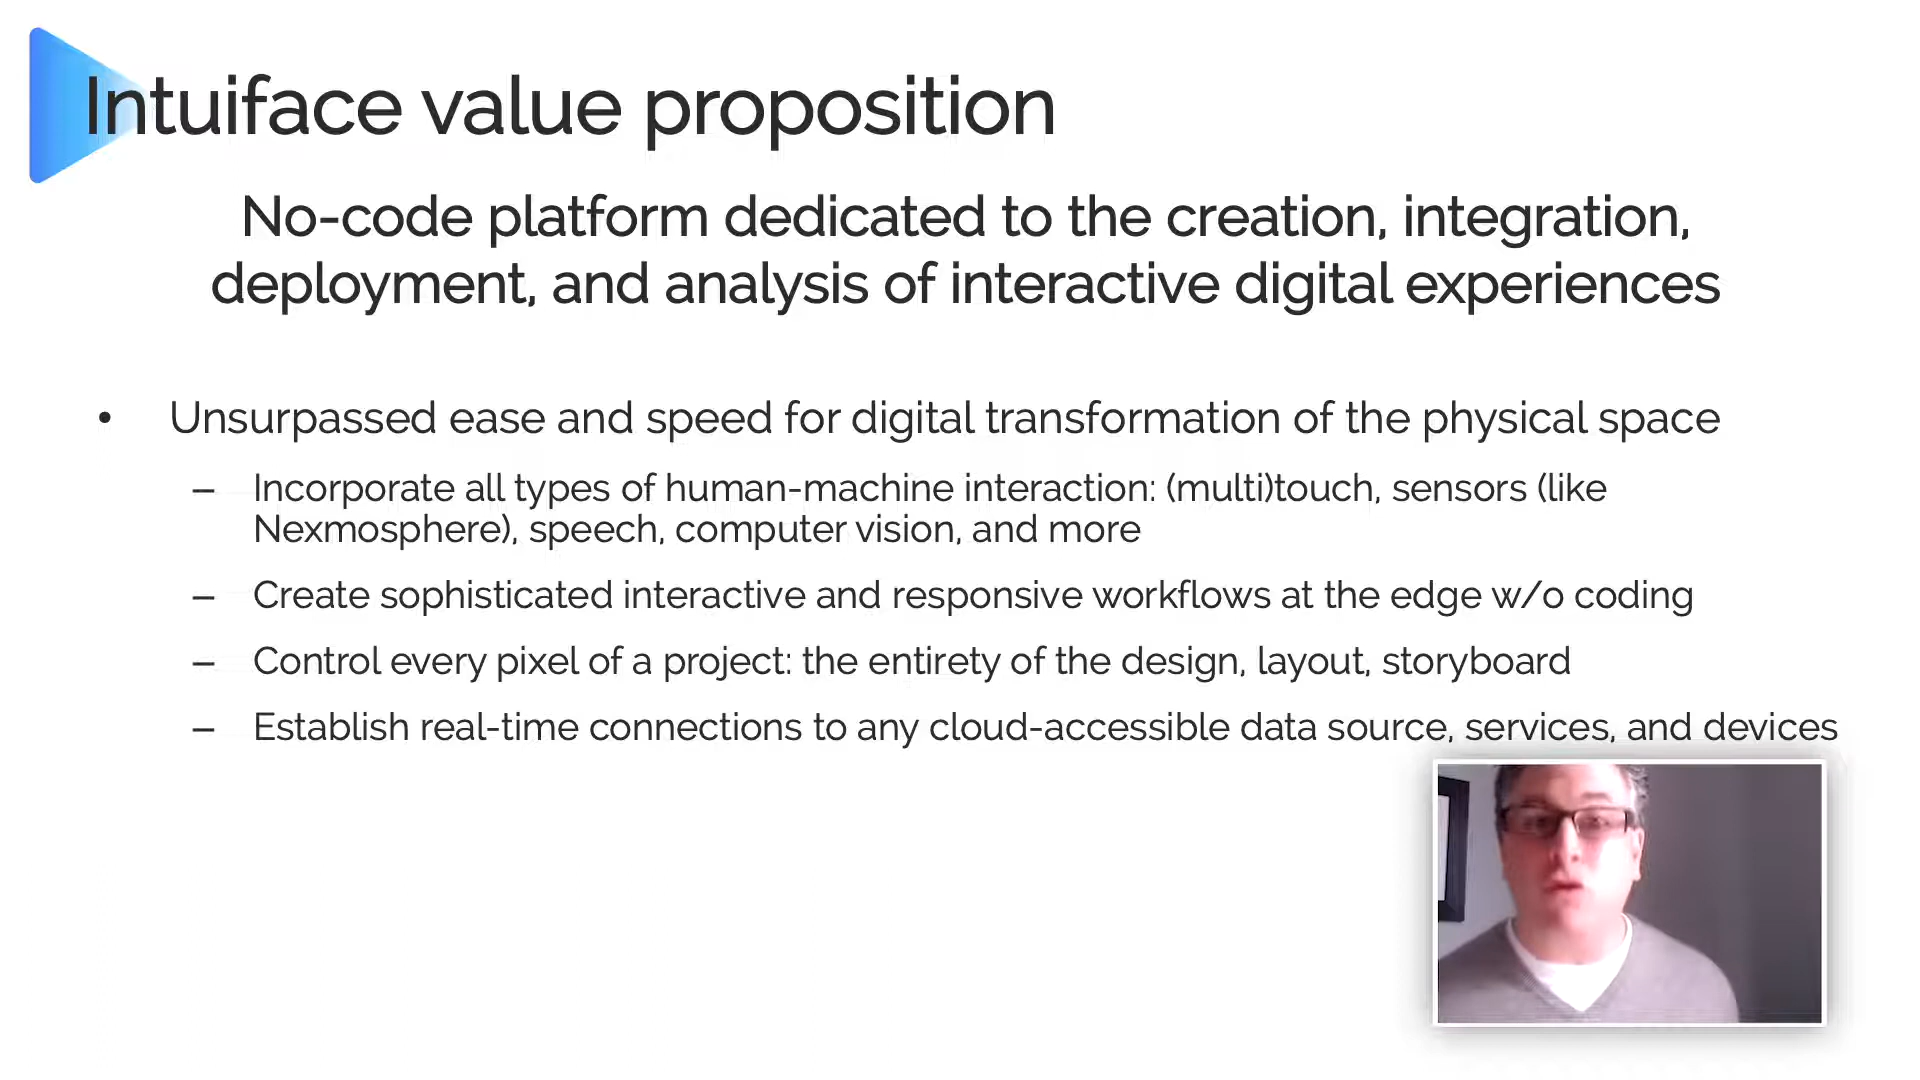 Intuiface value proposition
No-code platform dedicated to the creation, integration,
deployment, and analysis of interactive digital experiences
• Unsurpassed ease and speed for digital transformation of the physical space
– Incorporate all types of human-machine interaction: (multi)touch, sensors (like
Nexmosphere), speech, computer vision, and more
– Create sophisticated interactive and responsive workflows at the edge w/o coding
– Control every pixel of a project: the entirety of the design, layout, storyboard
– Establish real-time connections to any cloud-accessible data source, services, and devices